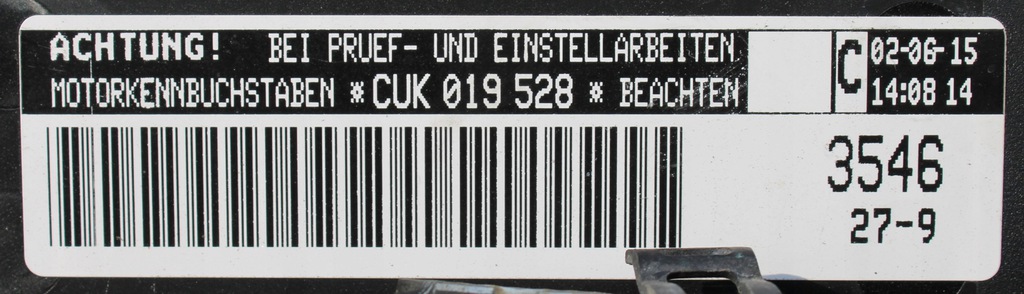 ACHTUNG! BEI PRUEF- UND EINSTELLARBEITEN
MOTORKENNBUCHSTABEN *CUK 019 528 * BEACHTEN
C
02-06-15
14:08 14
3546
27-9